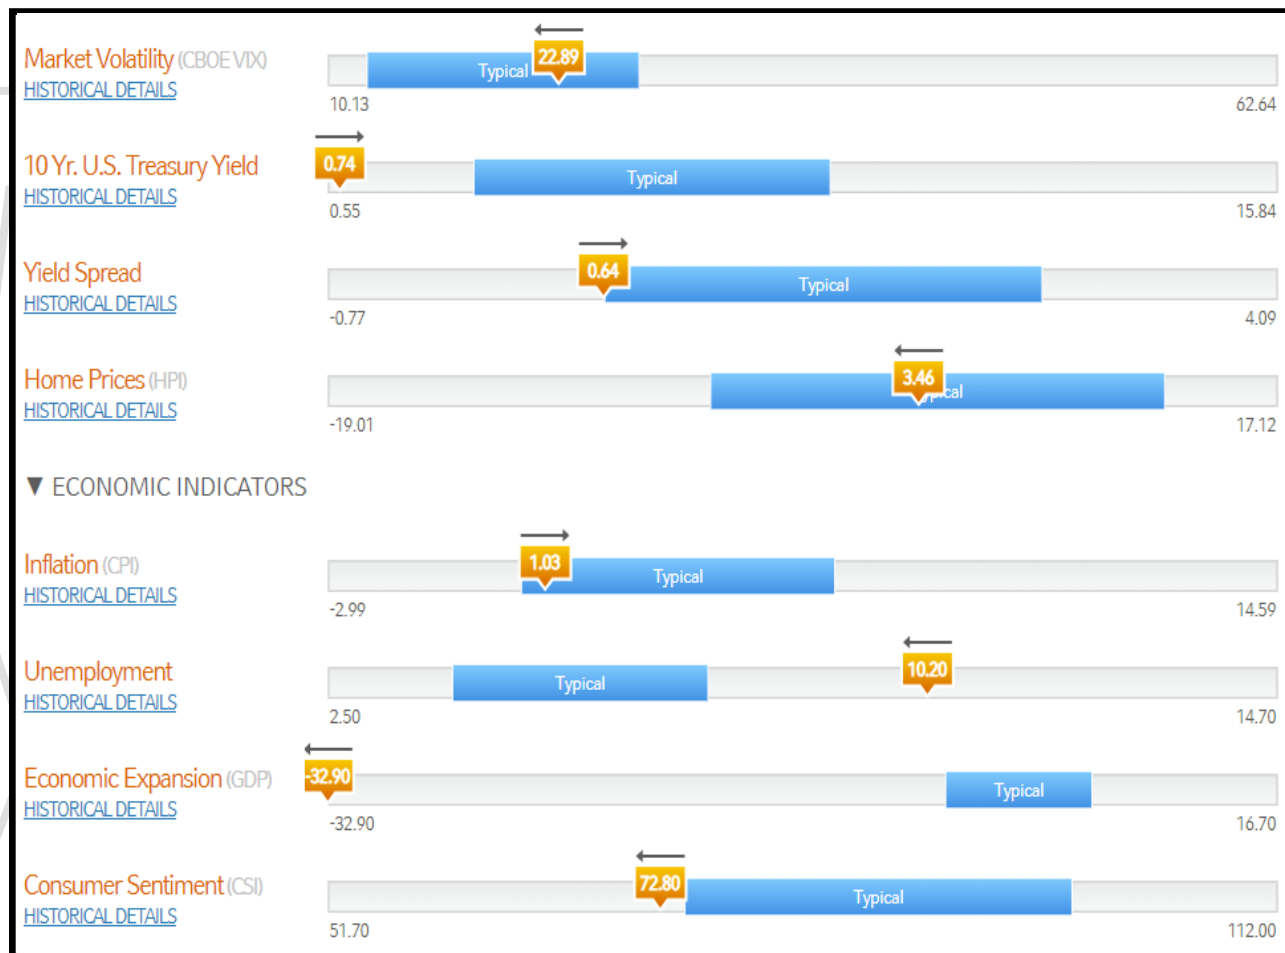 Market Volatility (CBOE VIX)
HISTORICAL DETAILS
22.89
Typical
10.13
62.64
10 Yr. U.S. Treasury Yield
HISTORICAL DETAILS
0.74
Typical
0.55
15.84
Yield Spread
HISTORICAL DETAILS
0.64
Typical
-0.77
4.09
Home Prices (HPI)
HISTORICAL DETAILS
3.46
Typical
-19.01
17.12
▼ ECONOMIC INDICATORS
Inflation (CPI)
HISTORICAL DETAILS
1.03
Typical
-2.99
14.59
Unemployment
HISTORICAL DETAILS
10.20
Typical
2.50
14.70
Economic Expansion (GDP)
HISTORICAL DETAILS
-32.90
Typical
-32.90
16.70
Consumer Sentiment (CSI)
HISTORICAL DETAILS
72.80
Typical
51.70
112.00